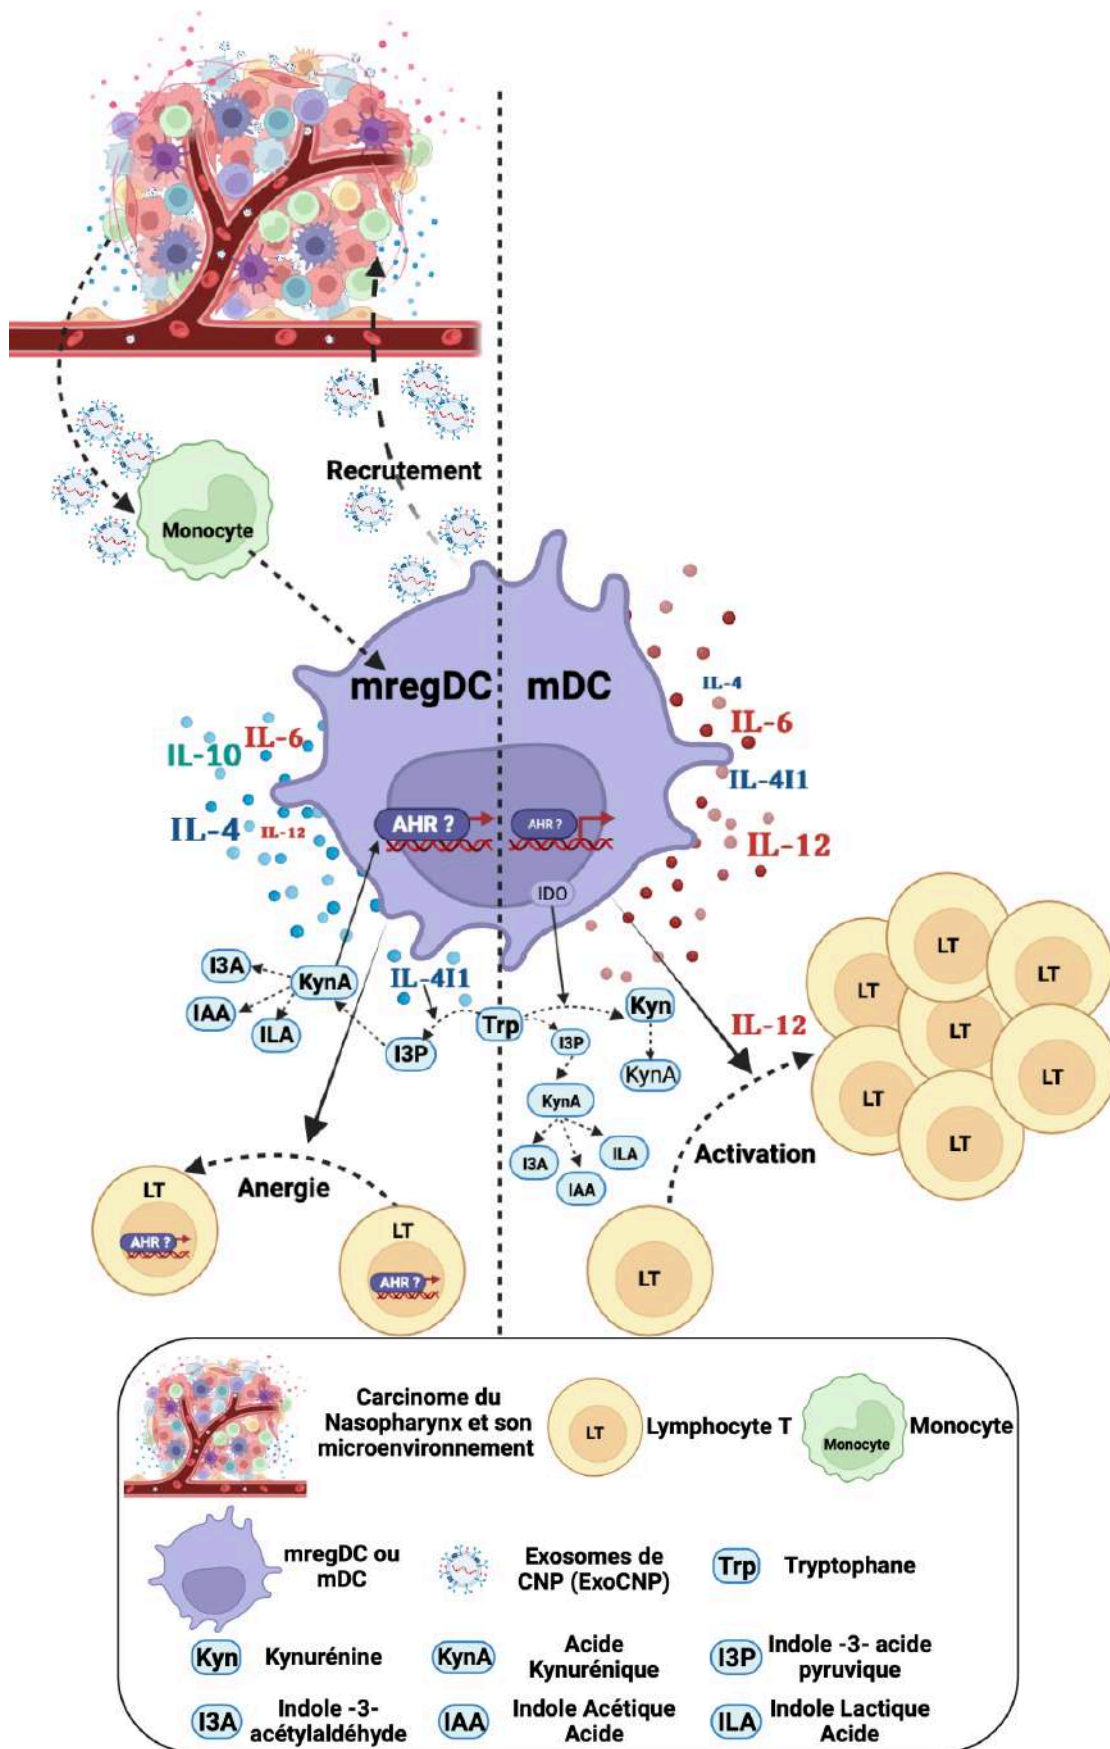 Recrutement
Monocyte
mregDC
mDC
IL-10
IL-6
IL-4
IL-12
IL-4
IL-6
IL-4I1
IL-12
AHR ?
AHR ?
IDO
I3A
KynA
IAA
ILA
IL-4I1
I3P
Trp
Kyn
I3P
KynA
KynA
I3A
IAA
ILA
IL-12
Activation
LT
LT
LT
LT
LT
LT
LT
Anergie
LT
AHR ?
LT
AHR ?
LT
Carcinome du
Nasopharynx et son
microenvironnement
LT
Lymphocyte T
Monocyte
Monocyte
mregDC ou
mDC
Exosomes de
CNP (ExoCNP)
Trp
Tryptophane
Kyn
Kynurénine
KynA
Acide
Kynurénique
I3P
Indole -3- acide
pyruvique
I3A
Indole -3-
acétylaldéhyde
IAA
Indole Acétique
Acide
ILA
Indole Lactique
Acide